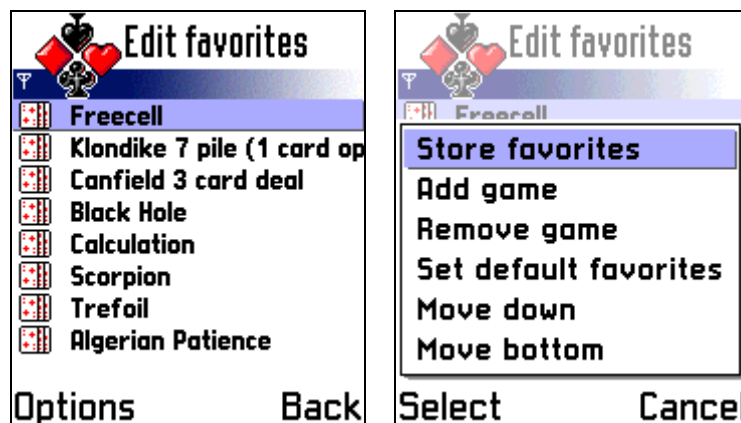 Edit favorites
Freecell
Klondike 7 pile (1 card op
Canfield 3 card deal
Black Hole
Calculation
Scorpion
Trefoil
Algerian Patience
Options Back
Edit favorites
Freecell
Store favorites
Add game
Remove game
Set default favorites
Move down
Move bottom
Select Cancel